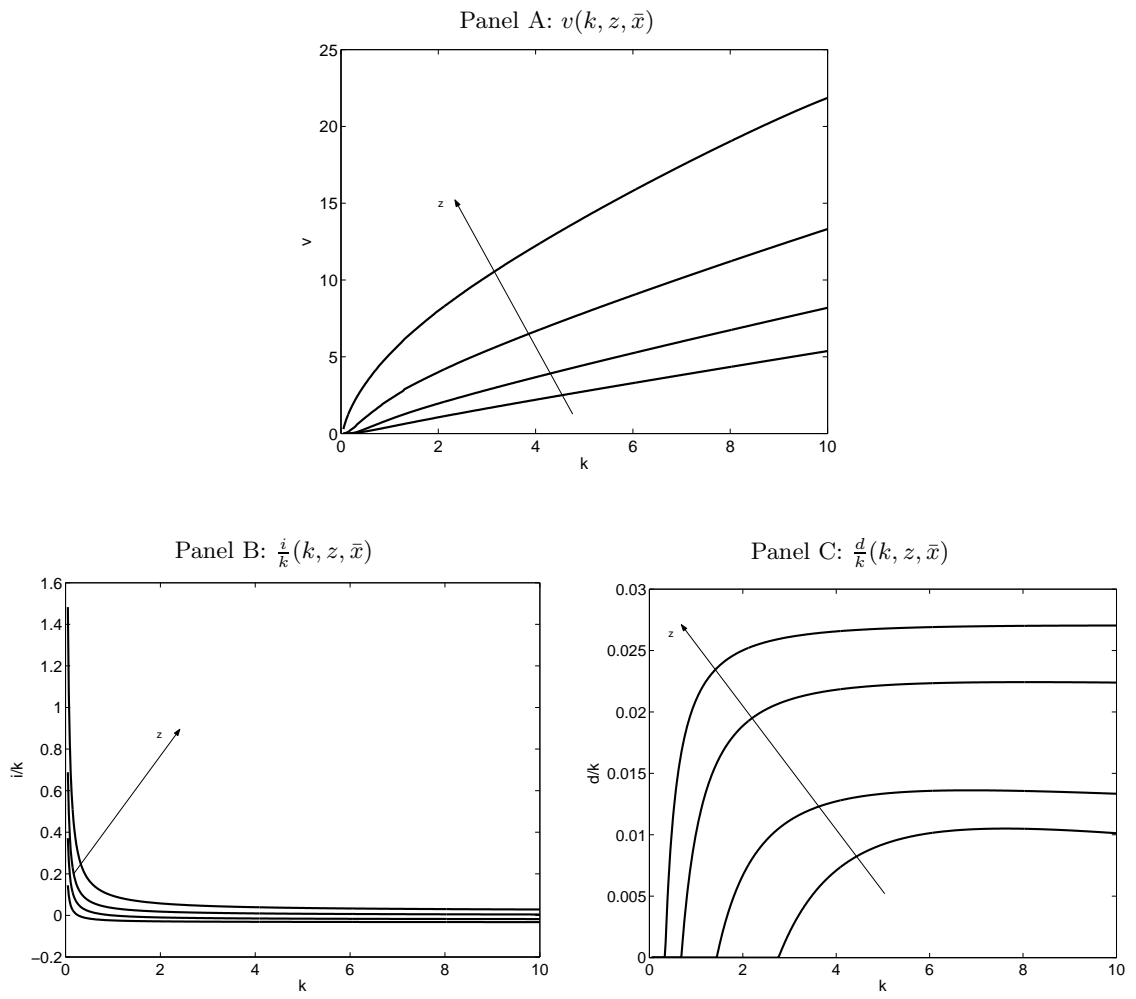 Panel A: v(k, z, x̄)
25
20
15
10
5
0
v
z
0 2 4 6 8 10
k
Panel B: i/k (k, z, x̄)
1.6
1.4
1.2
1
0.8
0.6
0.4
0.2
0
−0.2
i/k
z
0 2 4 6 8 10
k
Panel C: d/k (k, z, x̄)
0.03
0.025
0.02
0.015
0.01
0.005
0
d/k
z
0 2 4 6 8 10
k